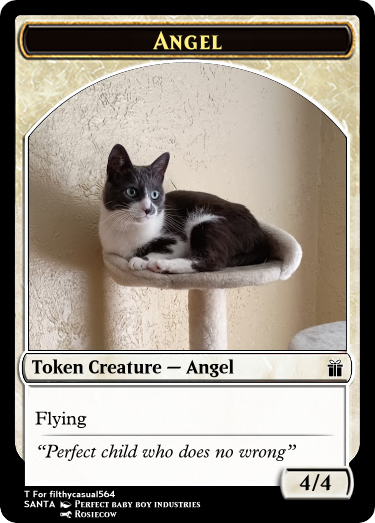 ANGEL
Token Creature — Angel
Flying
“Perfect child who does no wrong”
4/4
T For filthycasual564
SANTA PERFECT BABY BOY INDUSTRIES
ROSIECOW